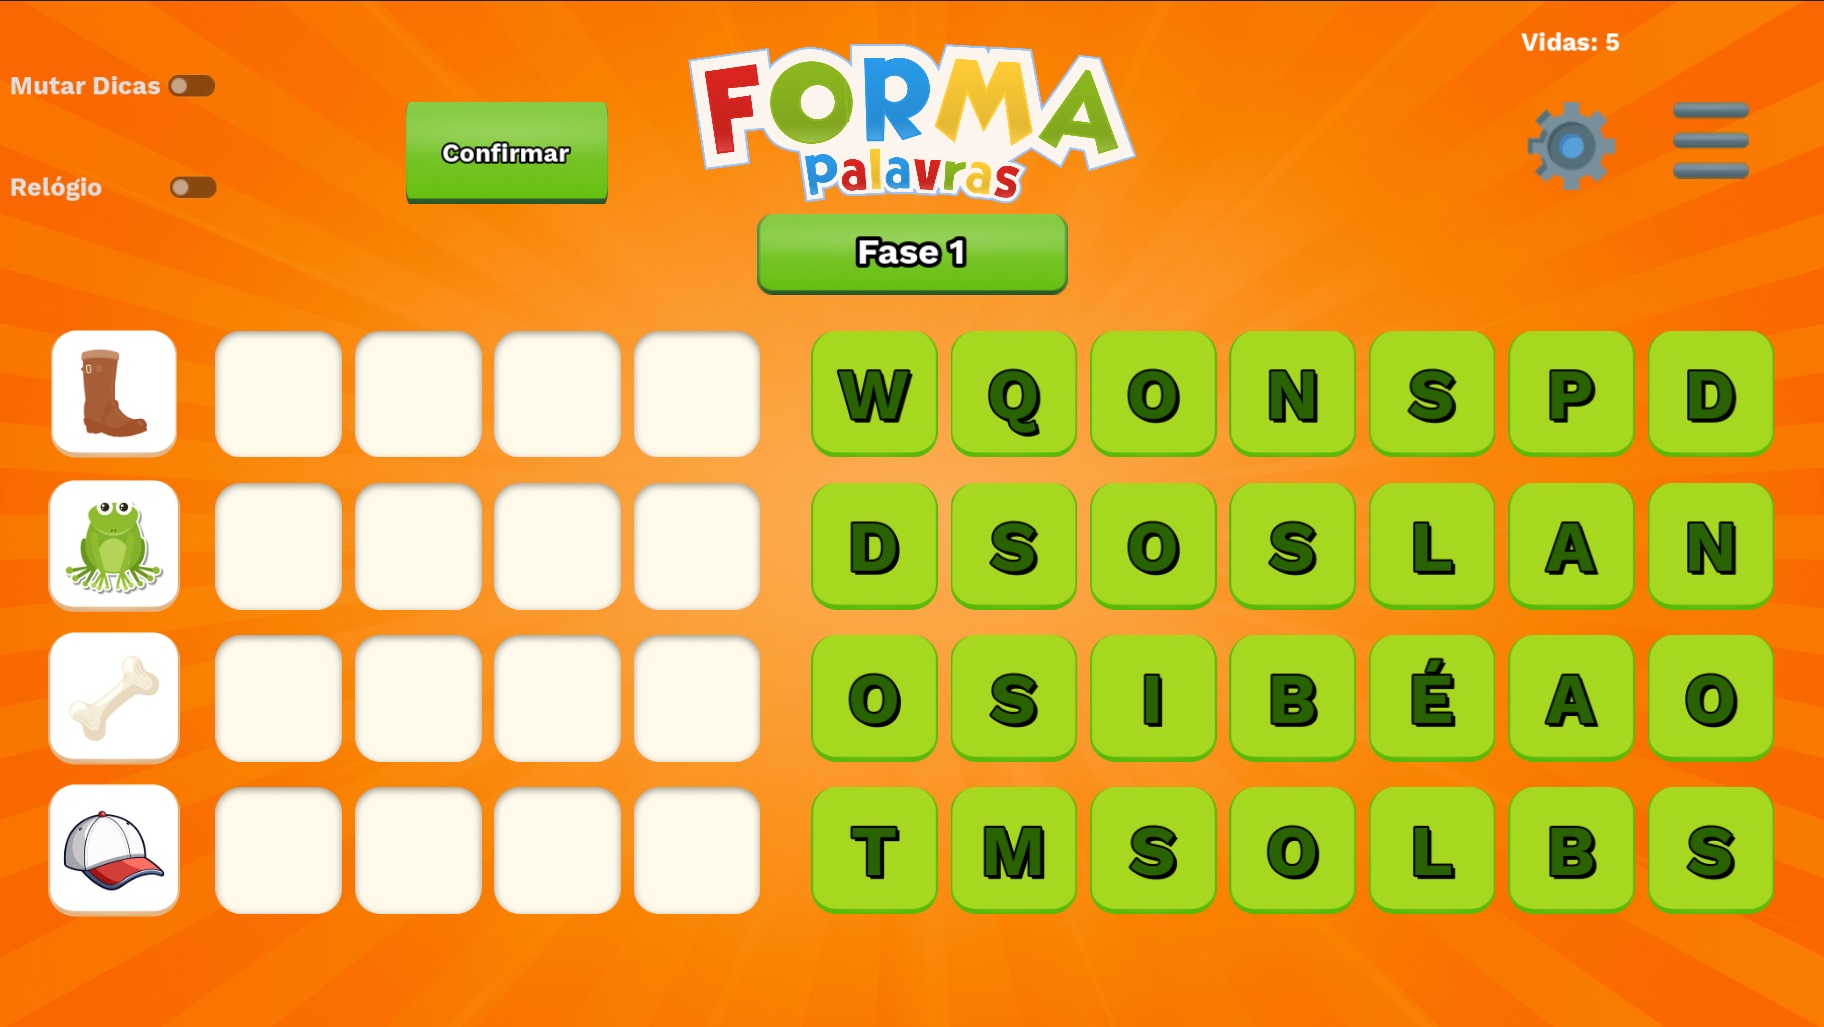 Vidas: 5
Mutar Dicas
FORMA
palavras
Confirmar
Relógio
Fase 1
W Q O N S P D
D S O S L A N
O S I B É A O
T M S O L B S